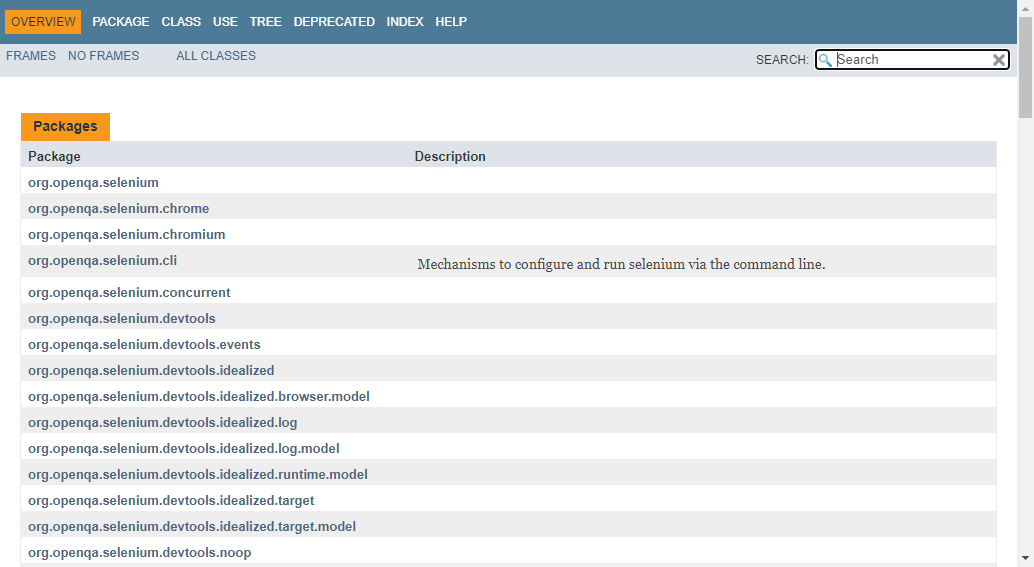 OVERVIEW PACKAGE CLASS USE TREE DEPRECATED INDEX HELP
FRAMES NO FRAMES ALL CLASSES SEARCH: Search
Packages
Package Description
org.openqa.selenium
org.openqa.selenium.chrome
org.openqa.selenium.chromium
org.openqa.selenium.cli Mechanisms to configure and run selenium via the command line.
org.openqa.selenium.concurrent
org.openqa.selenium.devtools
org.openqa.selenium.devtools.events
org.openqa.selenium.devtools.idealized
org.openqa.selenium.devtools.idealized.browser.model
org.openqa.selenium.devtools.idealized.log
org.openqa.selenium.devtools.idealized.log.model
org.openqa.selenium.devtools.idealized.runtime.model
org.openqa.selenium.devtools.idealized.target
org.openqa.selenium.devtools.idealized.target.model
org.openqa.selenium.devtools.noop